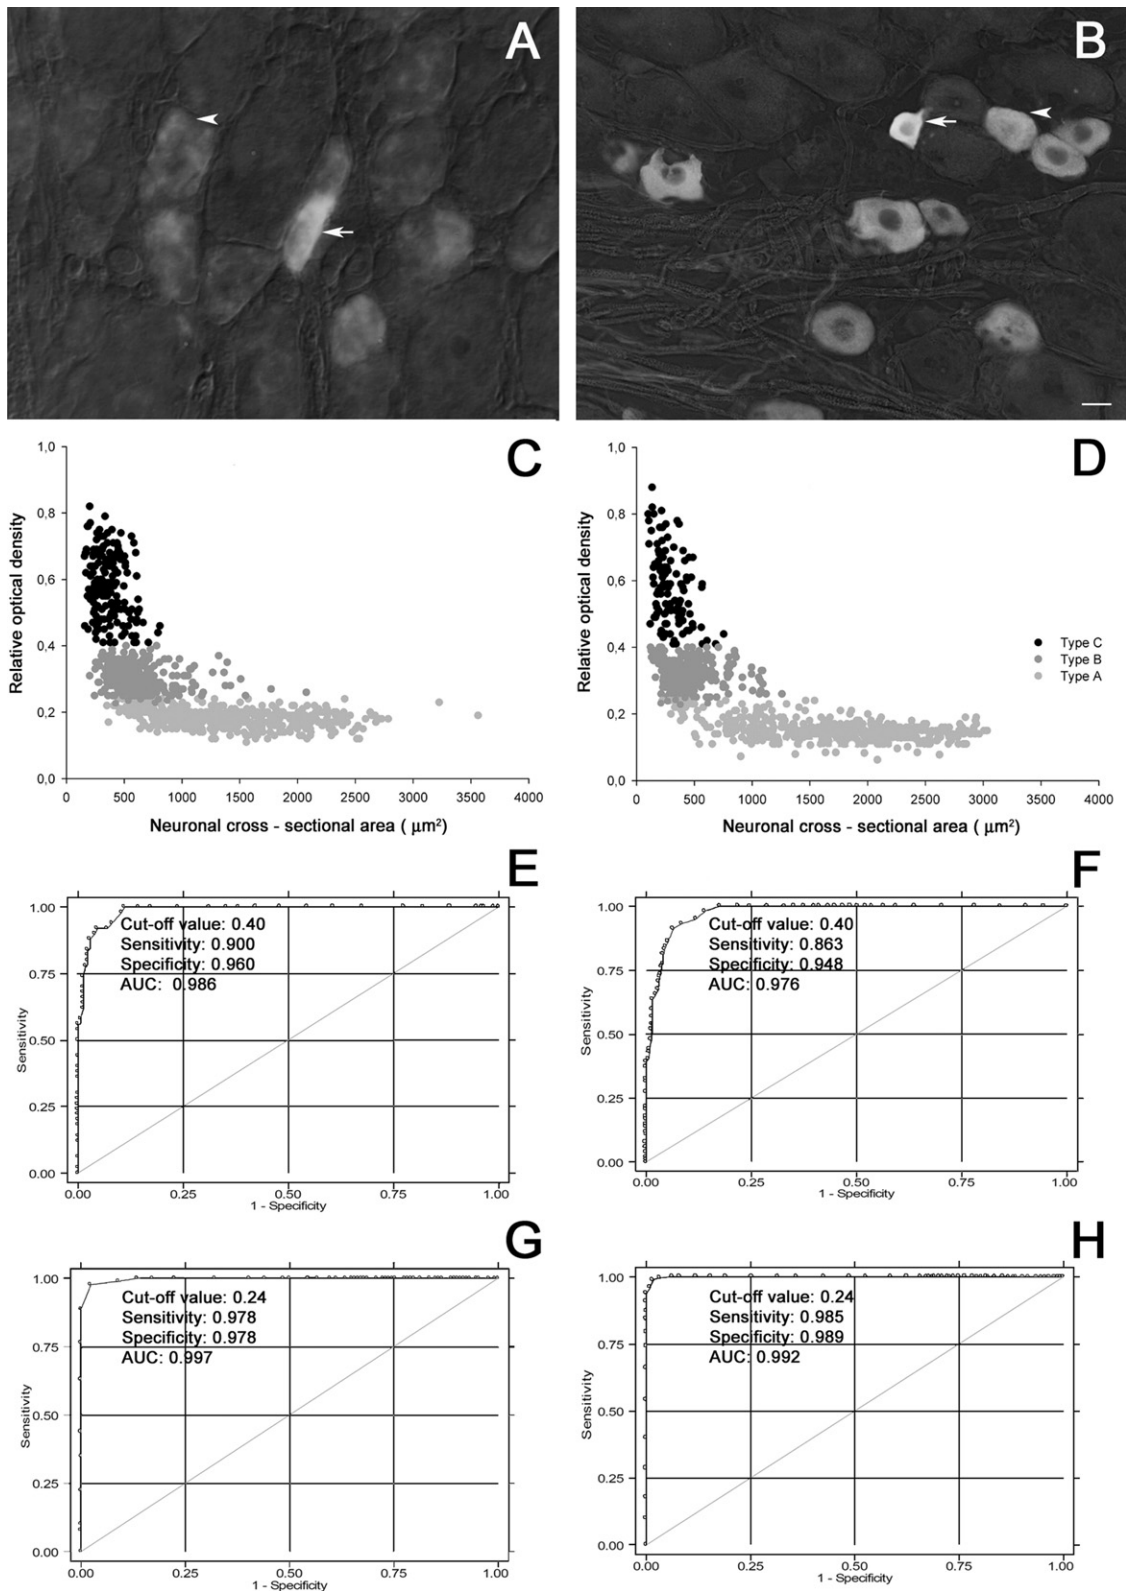 A
B
C
1,0
0,8
0,6
0,4
0,2
0,0
0 500 1000 1500 2000 2500 3000 3500 4000
Relative optical density
Neuronal cross - sectional area ( µm²)
D
1,0
0,8
0,6
0,4
0,2
0,0
0 500 1000 1500 2000 2500 3000 3500 4000
Relative optical density
Neuronal cross - sectional area ( µm²)
Type C
Type B
Type A
E
1.00
0.75
0.50
0.25
0.00
Sensitivity
Cut-off value: 0.40
Sensitivity: 0.900
Specificity: 0.960
AUC: 0.986
0.00 0.25 0.50 0.75 1.00
1 - Specificity
F
1.00
0.75
0.50
0.25
0.00
Sensitivity
Cut-off value: 0.40
Sensitivity: 0.863
Specificity: 0.948
AUC: 0.976
0.00 0.25 0.50 0.75 1.00
1 - Specificity
G
1.00
0.75
0.50
0.25
0.00
Sensitivity
Cut-off value: 0.24
Sensitivity: 0.978
Specificity: 0.978
AUC: 0.997
0.00 0.25 0.50 0.75 1.00
1 - Specificity
H
1.00
0.75
0.50
0.25
0.00
Sensitivity
Cut-off value: 0.24
Sensitivity: 0.985
Specificity: 0.989
AUC: 0.992
0.00 0.25 0.50 0.75 1.00
1 - Specificity